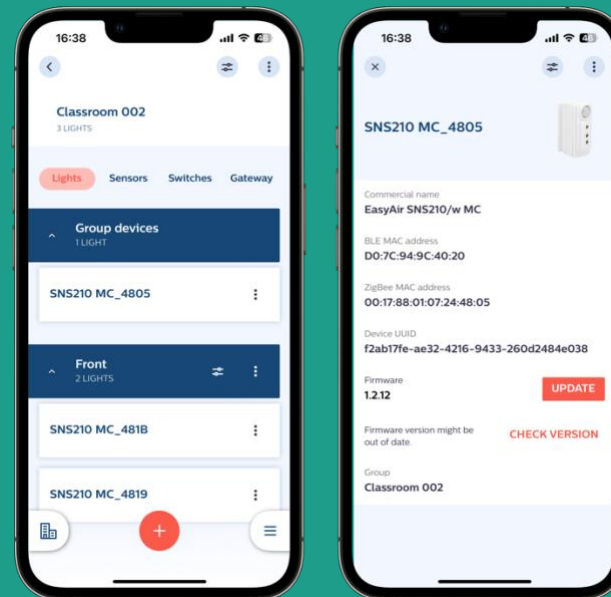 16:38
48
Classroom 002
3 LIGHTS
Lights Sensors Switches Gateway
Group devices
1 LIGHT
SNS210 MC_4805
Front
2 LIGHTS
SNS210 MC_481B
SNS210 MC_4819
+
16:38
48
SNS210 MC_4805
Commercial name
EasyAir SNS210/w MC
BLE MAC address
D0:7C:94:9C:40:20
ZigBee MAC address
00:17:88:01:07:24:48:05
Device UUID
f2ab17fe-ae32-4216-9433-260d2484e038
Firmware
1.2.12
UPDATE
Firmware version might be
out of date.
CHECK VERSION
Group
Classroom 002